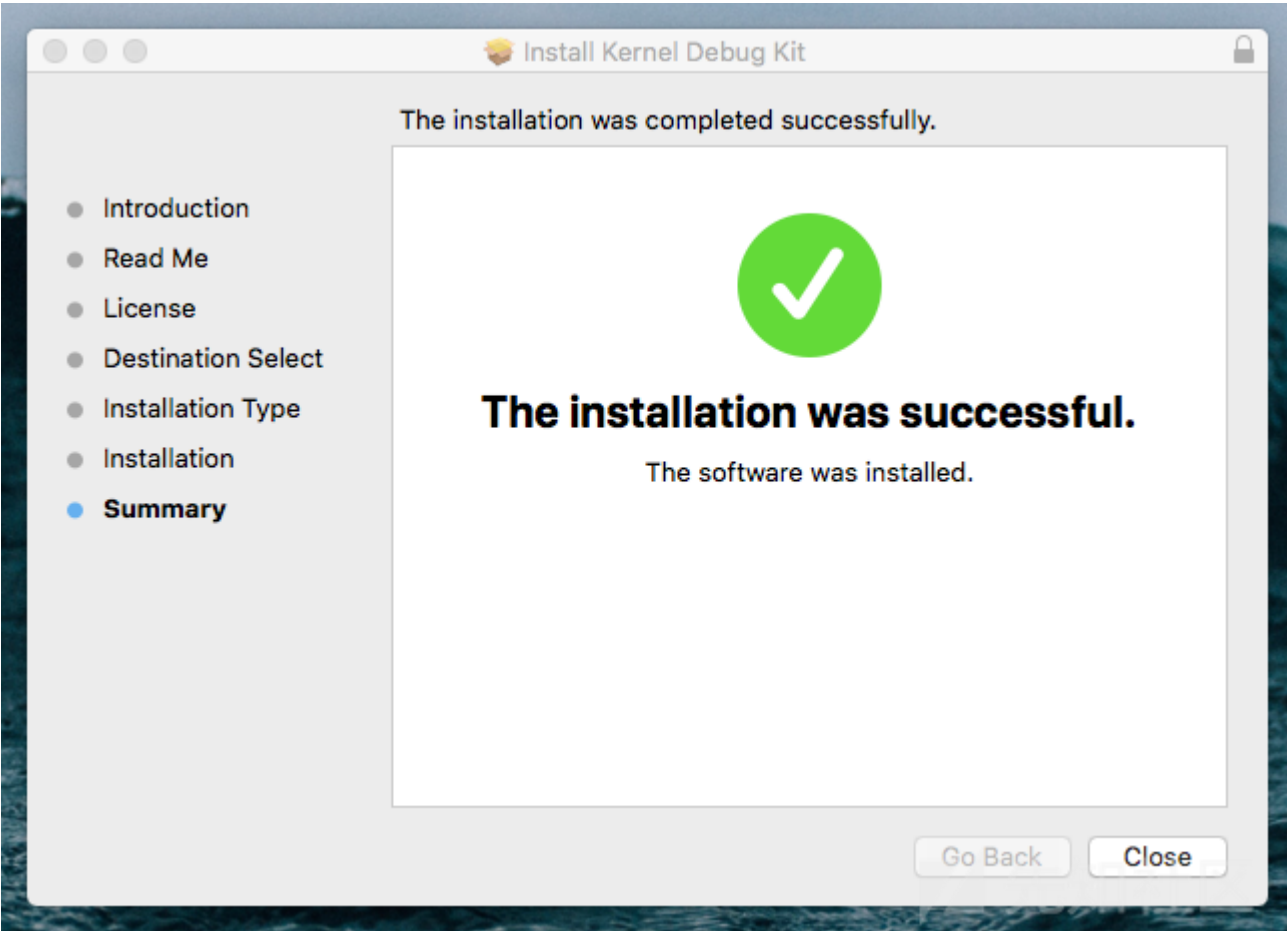 Install Kernel Debug Kit
The installation was completed successfully.
Introduction
Read Me
License
Destination Select
Installation Type
Installation
Summary
The installation was successful.
The software was installed.
Go Back
Close